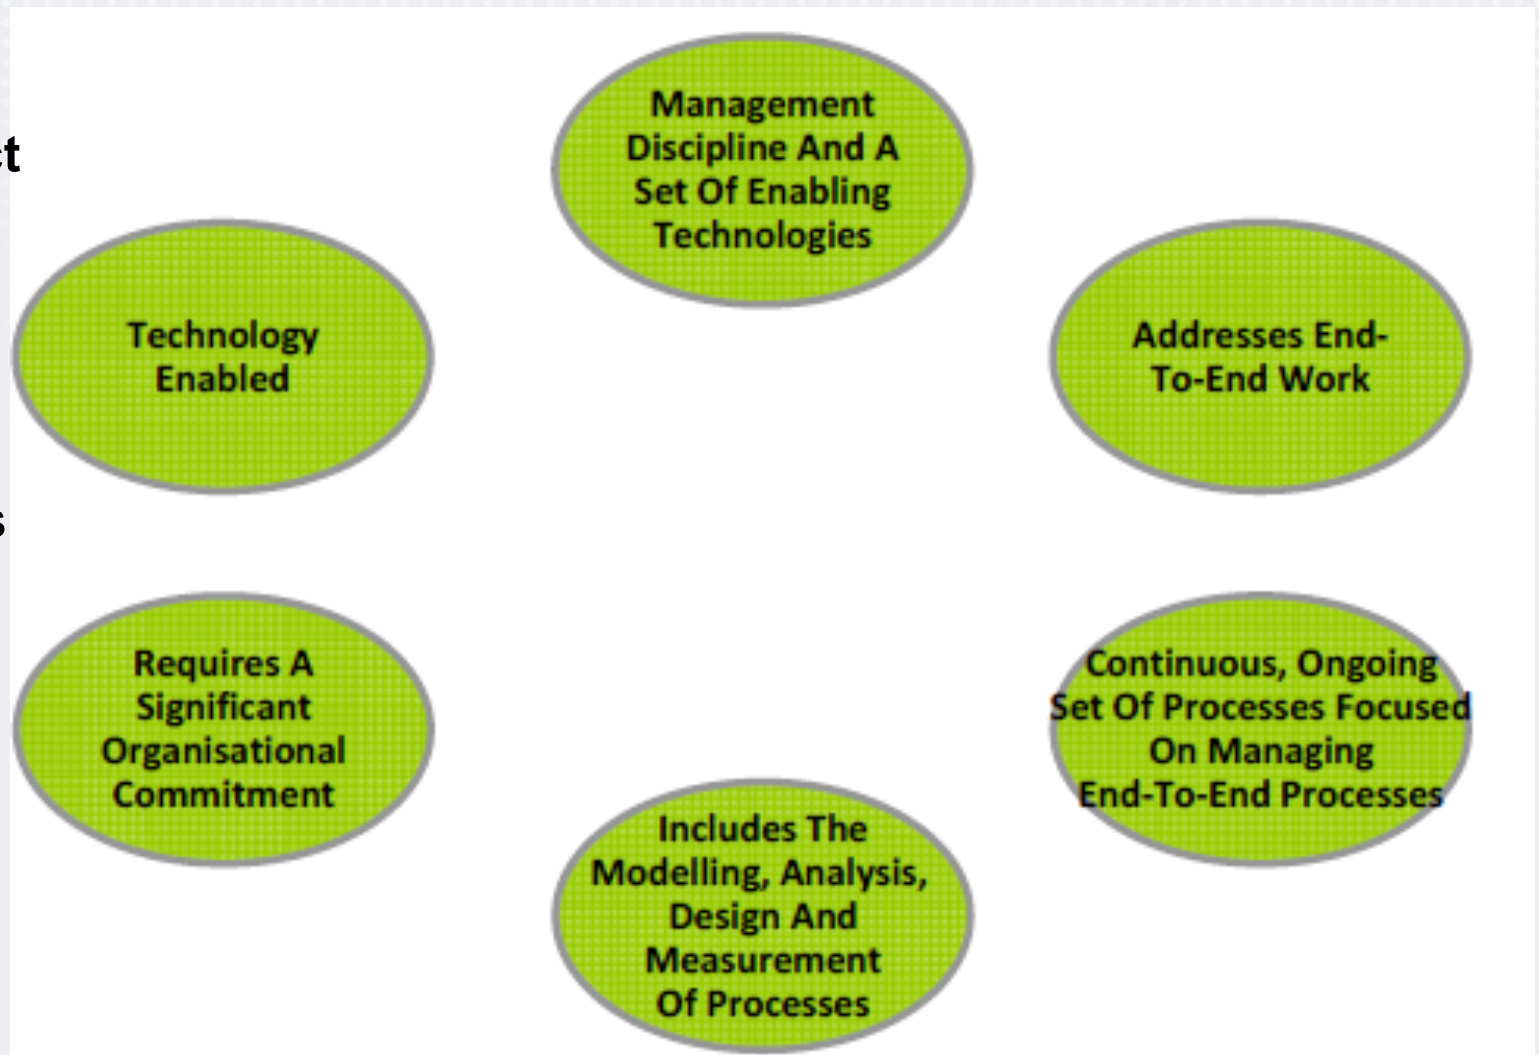 Management
Discipline And A
Set Of Enabling
Technologies
Technology
Enabled
Addresses End-
To-End Work
Requires A
Significant
Organisational
Commitment
Continuous, Ongoing
Set Of Processes Focused
On Managing
End-To-End Processes
Includes The
Modelling, Analysis,
Design And
Measurement
Of Processes